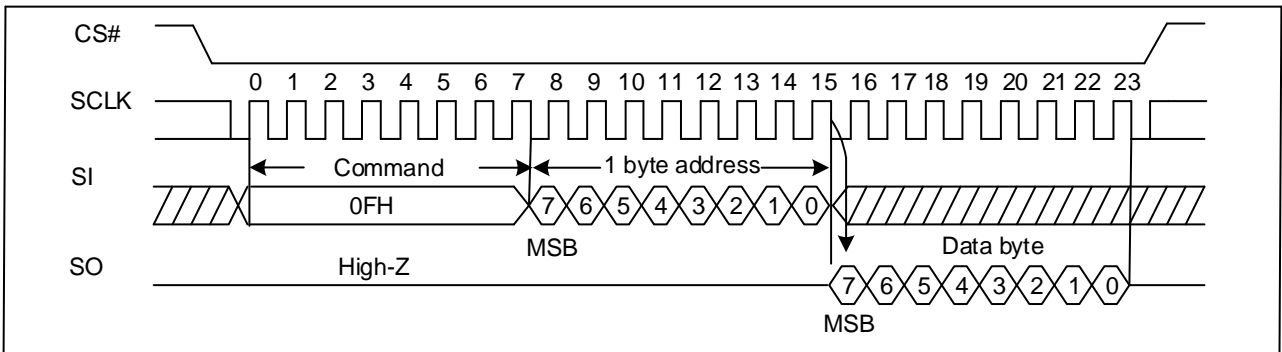 CS#
0 1 2 3 4 5 6 7 8 9 10 11 12 13 14 15 16 17 18 19 20 21 22 23
SCLK
Command 1 byte address
SI
0FH 7 6 5 4 3 2 1 0
MSB Data byte
SO High-Z
7 6 5 4 3 2 1 0
MSB